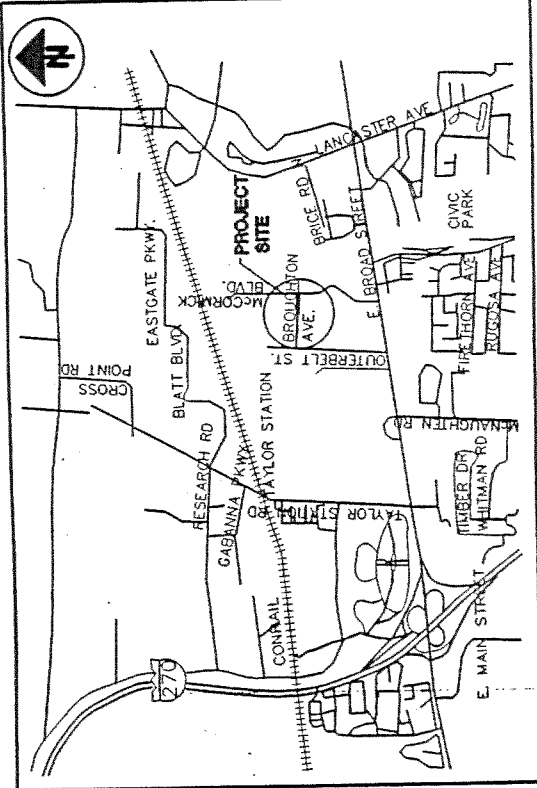 N
LANCASTER AVE.
EASTGATE PKWY.
PROJECT
SITE
BRICE RD
CIVIC
PARK
E. BROAD STREET
McCORMICK
BLVD.
BROUGHTON
AVE.
BLATT BLVD
CROSS
POINT RD
OUTERBELT ST.
FIRETHORN AVE
RUGOSA AVE
RESEARCH RD
GABANNA PKWY
TAYLOR STATION
TAYLOR STATION RD
McNAUGHTEN RD
TIMBER DR
WHITMAN RD
CONRAIL
270
E. MAIN STREET